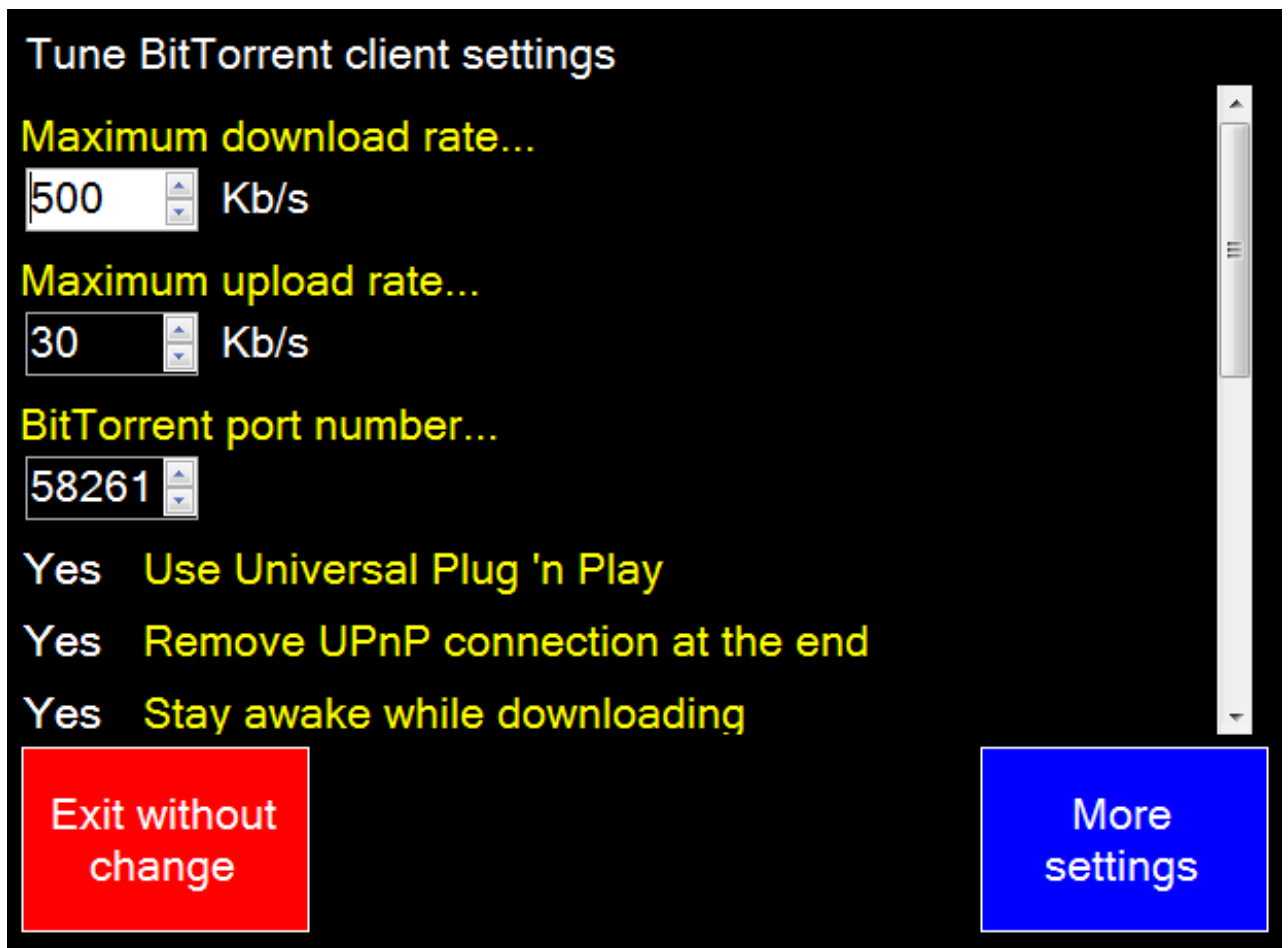 Tune BitTorrent client settings
Maximum download rate...
500 Kb/s
Maximum upload rate...
30 Kb/s
BitTorrent port number...
58261
Yes Use Universal Plug 'n Play
Yes Remove UPnP connection at the end
Yes Stay awake while downloading
Exit without
change
More
settings